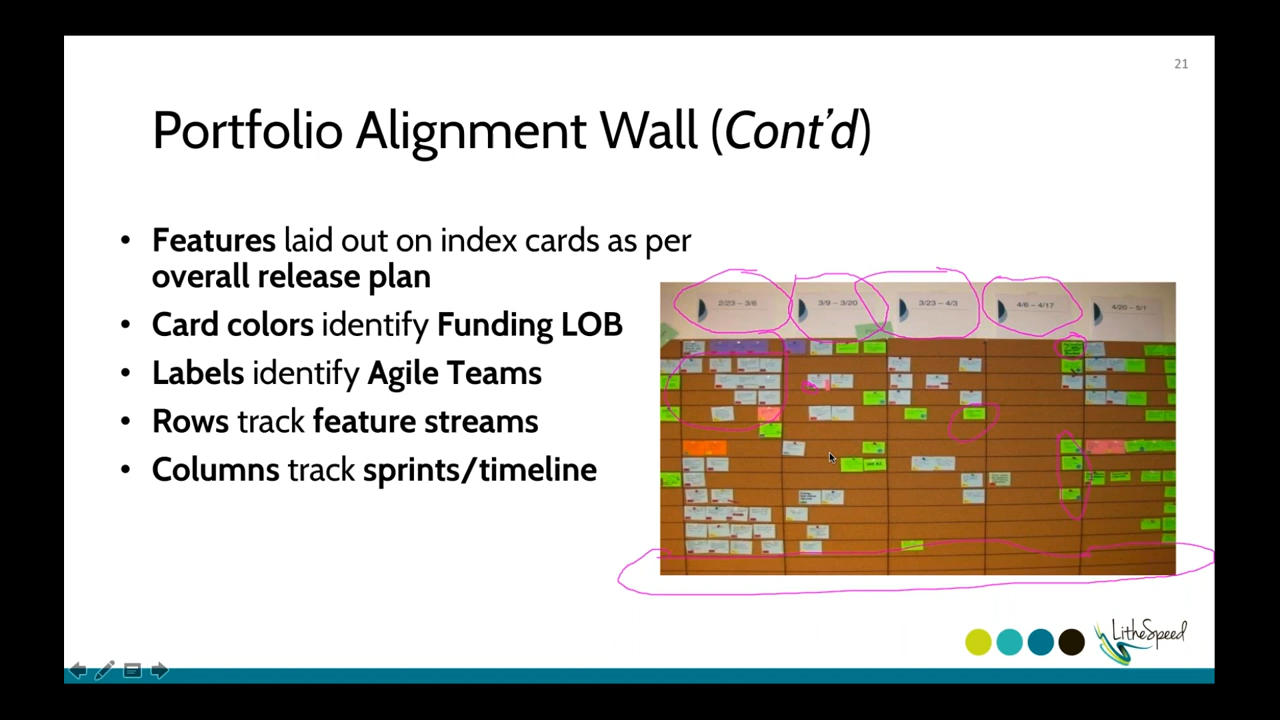 21
Portfolio Alignment Wall (Cont'd)
• Features laid out on index cards as per
overall release plan
• Card colors identify Funding LOB
• Labels identify Agile Teams
• Rows track feature streams
• Columns track sprints/timeline
2/23 – 3/6
3/9 – 3/20
3/23 – 4/3
4/6 – 4/17
4/20 – 5/1
LitheSpeed